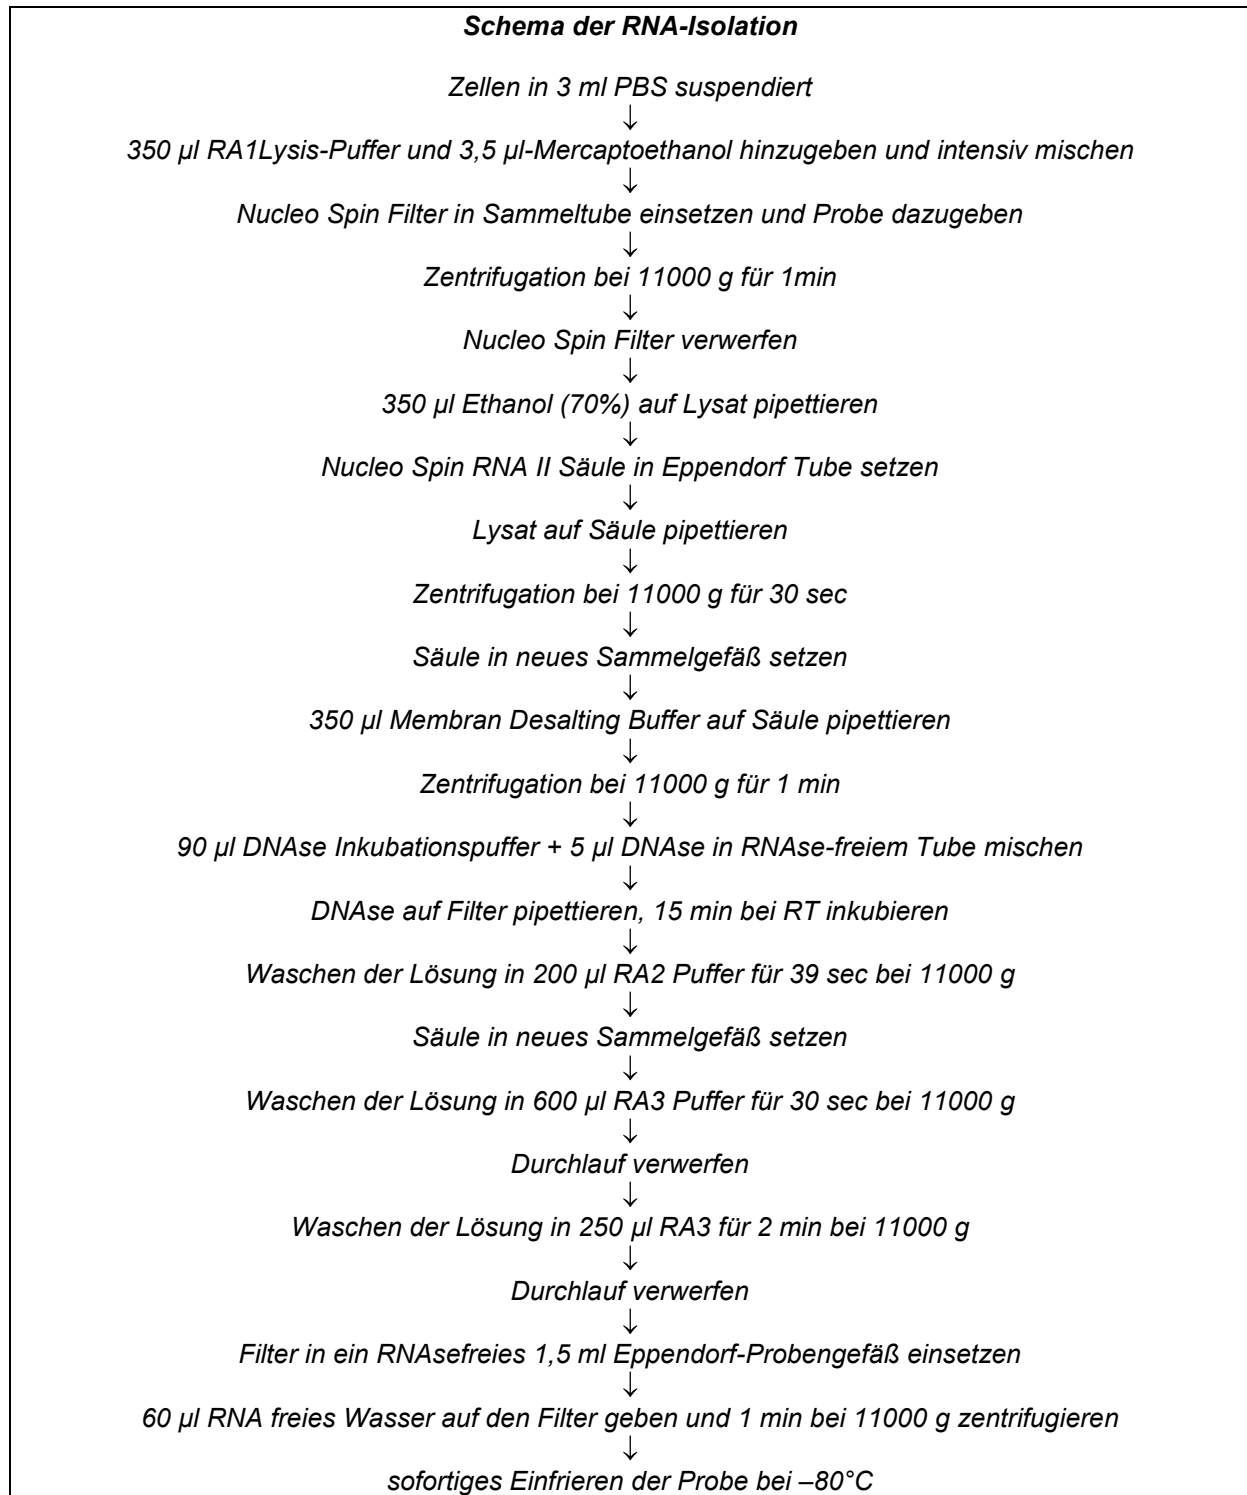 Schema der RNA-Isolation
Zellen in 3 ml PBS suspendiert
↓
350 µl RA1Lysis-Puffer und 3,5 µl-Mercaptoethanol hinzugeben und intensiv mischen
↓
Nucleo Spin Filter in Sammeltube einsetzen und Probe dazugeben
↓
Zentrifugation bei 11000 g für 1min
↓
Nucleo Spin Filter verwerfen
↓
350 µl Ethanol (70%) auf Lysat pipettieren
↓
Nucleo Spin RNA II Säule in Eppendorf Tube setzen
↓
Lysat auf Säule pipettieren
↓
Zentrifugation bei 11000 g für 30 sec
↓
Säule in neues Sammelgefäß setzen
↓
350 µl Membran Desalting Buffer auf Säule pipettieren
↓
Zentrifugation bei 11000 g für 1 min
↓
90 µl DNAse Inkubationspuffer + 5 µl DNAse in RNAse-freiem Tube mischen
↓
DNAse auf Filter pipettieren, 15 min bei RT inkubieren
↓
Waschen der Lösung in 200 µl RA2 Puffer für 39 sec bei 11000 g
↓
Säule in neues Sammelgefäß setzen
↓
Waschen der Lösung in 600 µl RA3 Puffer für 30 sec bei 11000 g
↓
Durchlauf verwerfen
↓
Waschen der Lösung in 250 µl RA3 für 2 min bei 11000 g
↓
Durchlauf verwerfen
↓
Filter in ein RNAsefreies 1,5 ml Eppendorf-Probengefäß einsetzen
↓
60 µl RNA freies Wasser auf den Filter geben und 1 min bei 11000 g zentrifugieren
↓
sofortiges Einfrieren der Probe bei –80°C